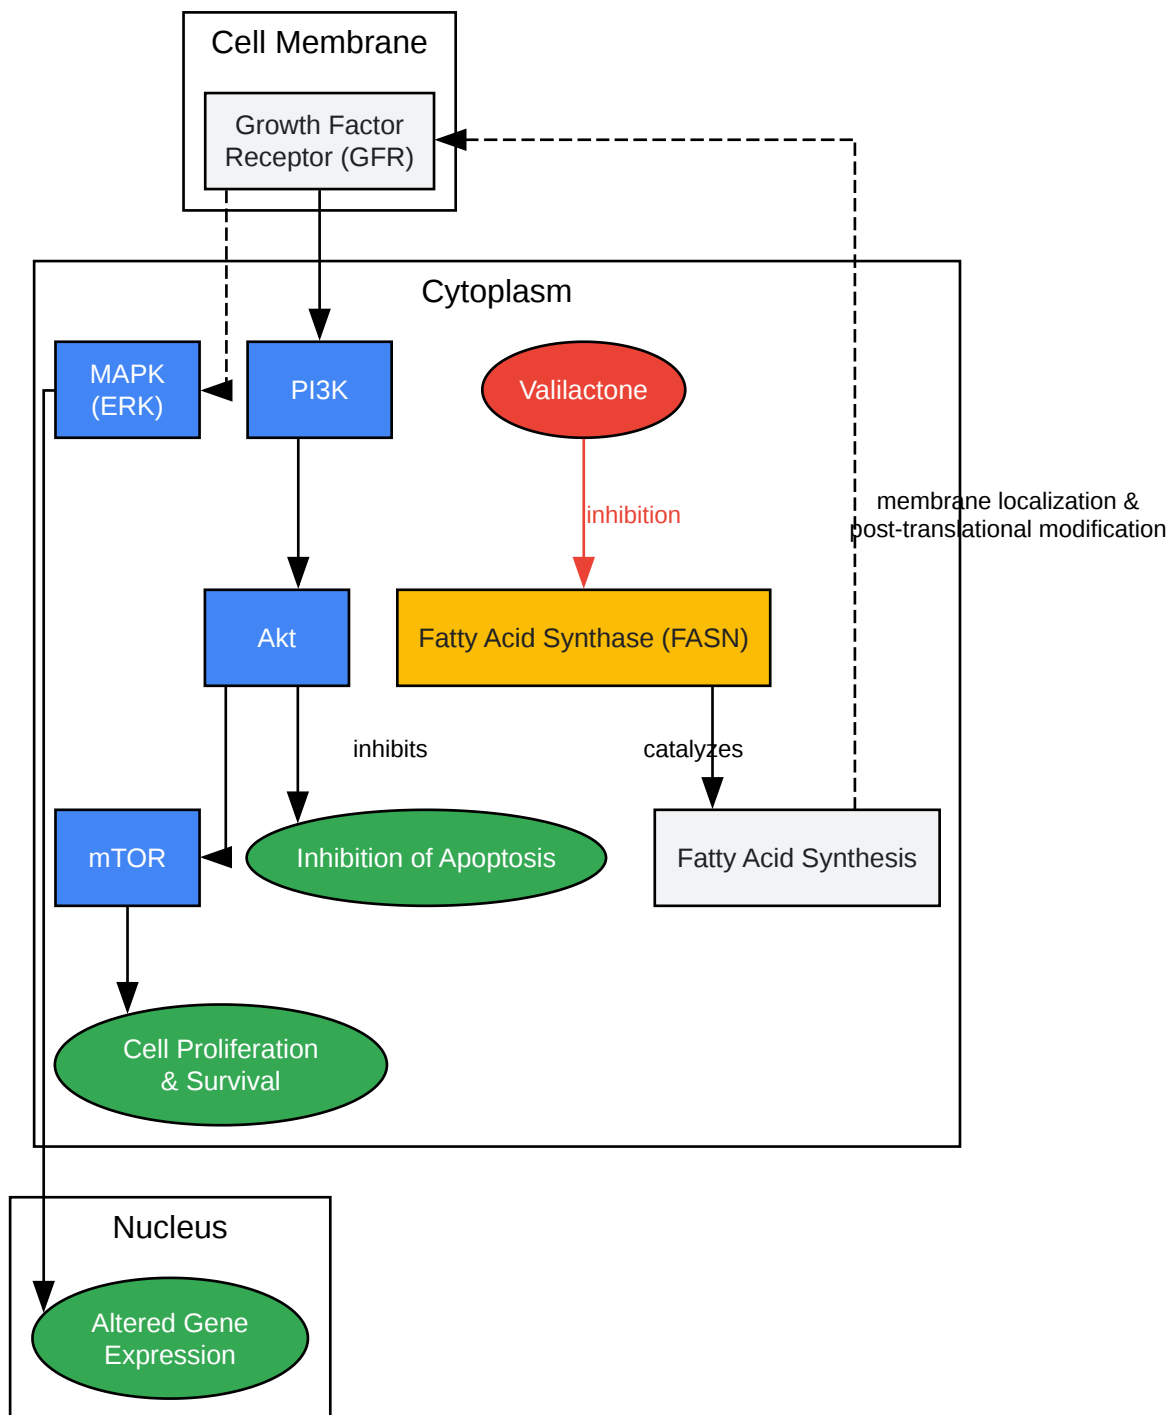 Cell Membrane
Growth Factor
Receptor (GFR)
Cytoplasm
MAPK
(ERK)
PI3K
Valilactone
membrane localization &
post-translational modification
inhibition
Akt
Fatty Acid Synthase (FASN)
inhibits
catalyzes
mTOR
Inhibition of Apoptosis
Fatty Acid Synthesis
Cell Proliferation
& Survival
Nucleus
Altered Gene
Expression